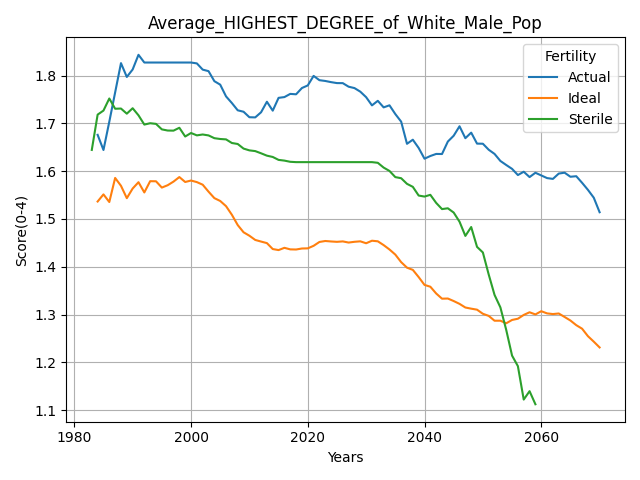 Average_HIGHEST_DEGREE_of_White_Male_Pop
Fertility
Actual
Ideal
Sterile
Score(0-4)
1.8
1.7
1.6
1.5
1.4
1.3
1.2
1.1
1980
2000
2020
2040
2060
Years